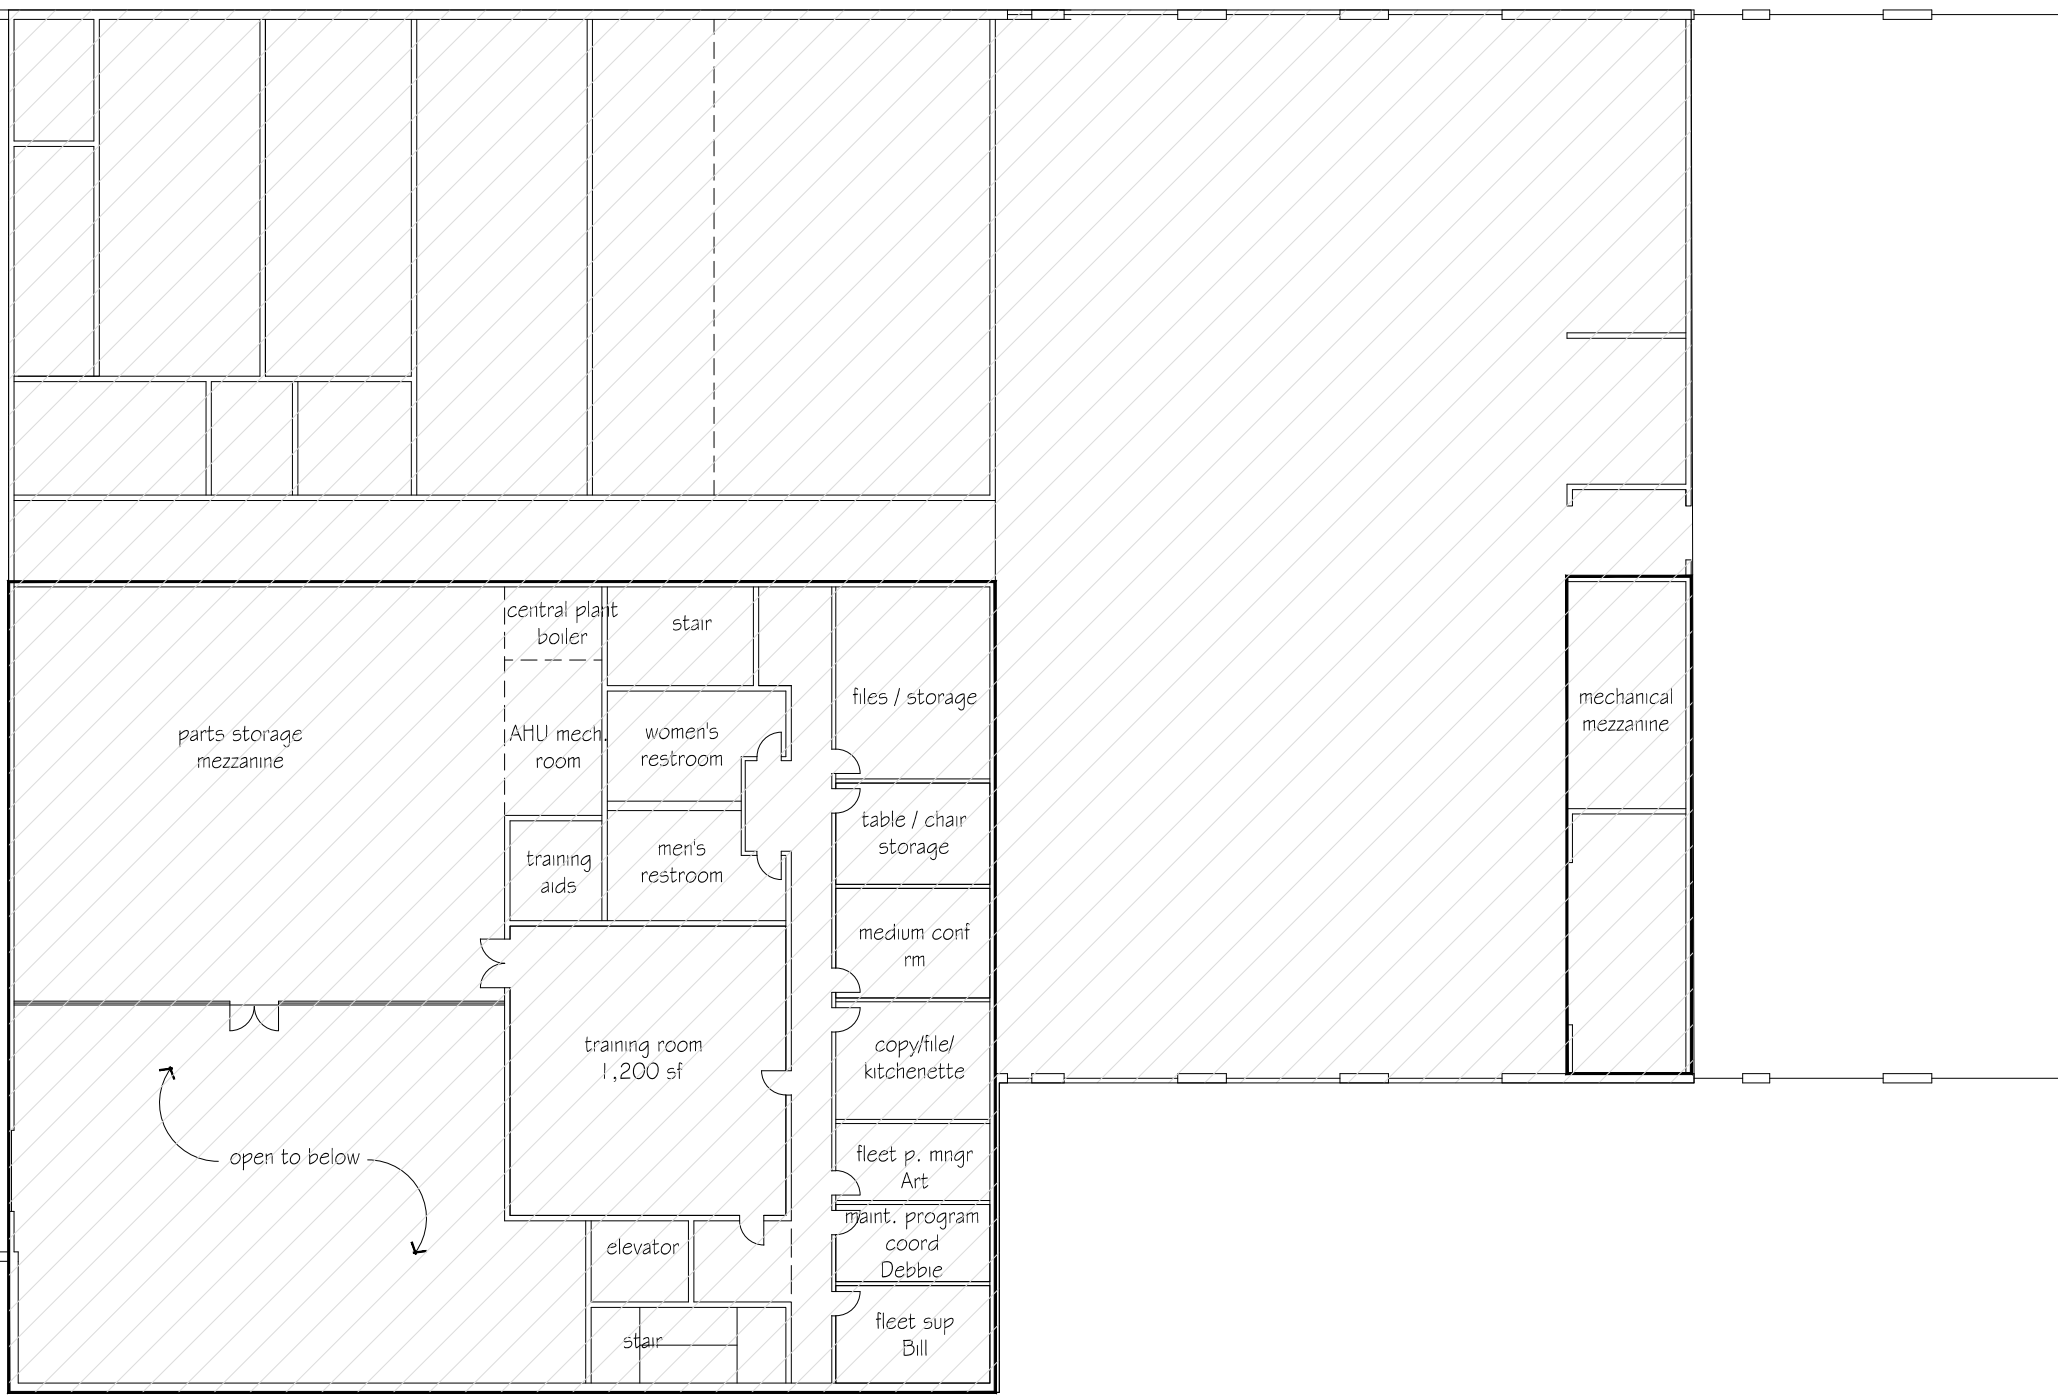 central plant
boiler
stair
files / storage
mechanical
mezzanine
parts storage
mezzanine
AHU mech.
room
women's
restroom
table / chair
storage
training
aids
men's
restroom
medium conf
rm
training room
1,200 sf
copy/file/
kitchenette
open to below
fleet p. mngr
Art
maint. program
coord
Debbie
elevator
stair
fleet sup
Bill